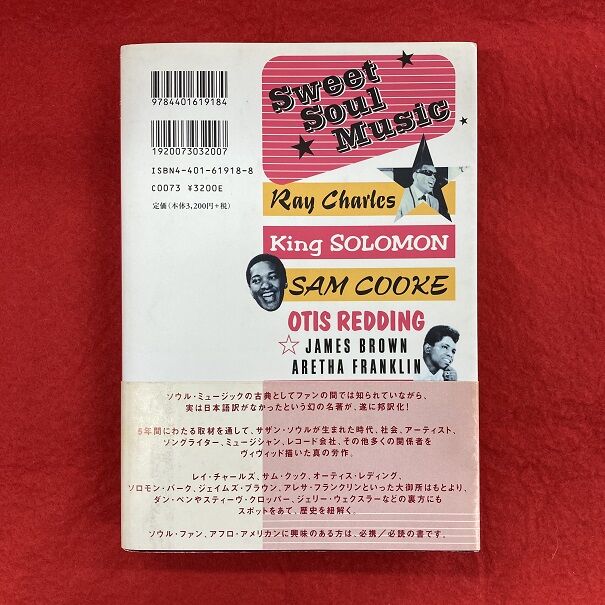 9784401619184
1920073032007
ISBN4-401-61918-8
C0073 ¥3200E
定価（本体3,200円+税）
Sweet
Soul
Music
Ray Charles
King SOLOMON
SAM COOKE
OTIS REDDING
JAMES BROWN
ARETHA FRANKLIN
ソウル・ミュージックの古典としてファンの間では知られていながら、
実は日本語訳がなかったという幻の名著が、遂に邦訳化！
5年間にわたる取材を通して、サザン・ソウルが生まれた時代、社会、アーティスト、
ソングライター、ミュージシャン、レコード会社、その他多くの関係者を
ヴィヴィッド描いた真の労作。
レイ・チャールズ、サム・クック、オーティス・レディング、
ソロモン・バーク、ジェイムズ・ブラウン、アレサ・フランクリンといった大御所はもとより、
ダン・ペンやスティーヴ・クロッパー、ジェリー・ウェクスラーなどの裏方にも
スポットをあて、歴史を紐解く。
ソウル・ファン、アフロ・アメリカンに興味のある方は、必携／必読の書です。